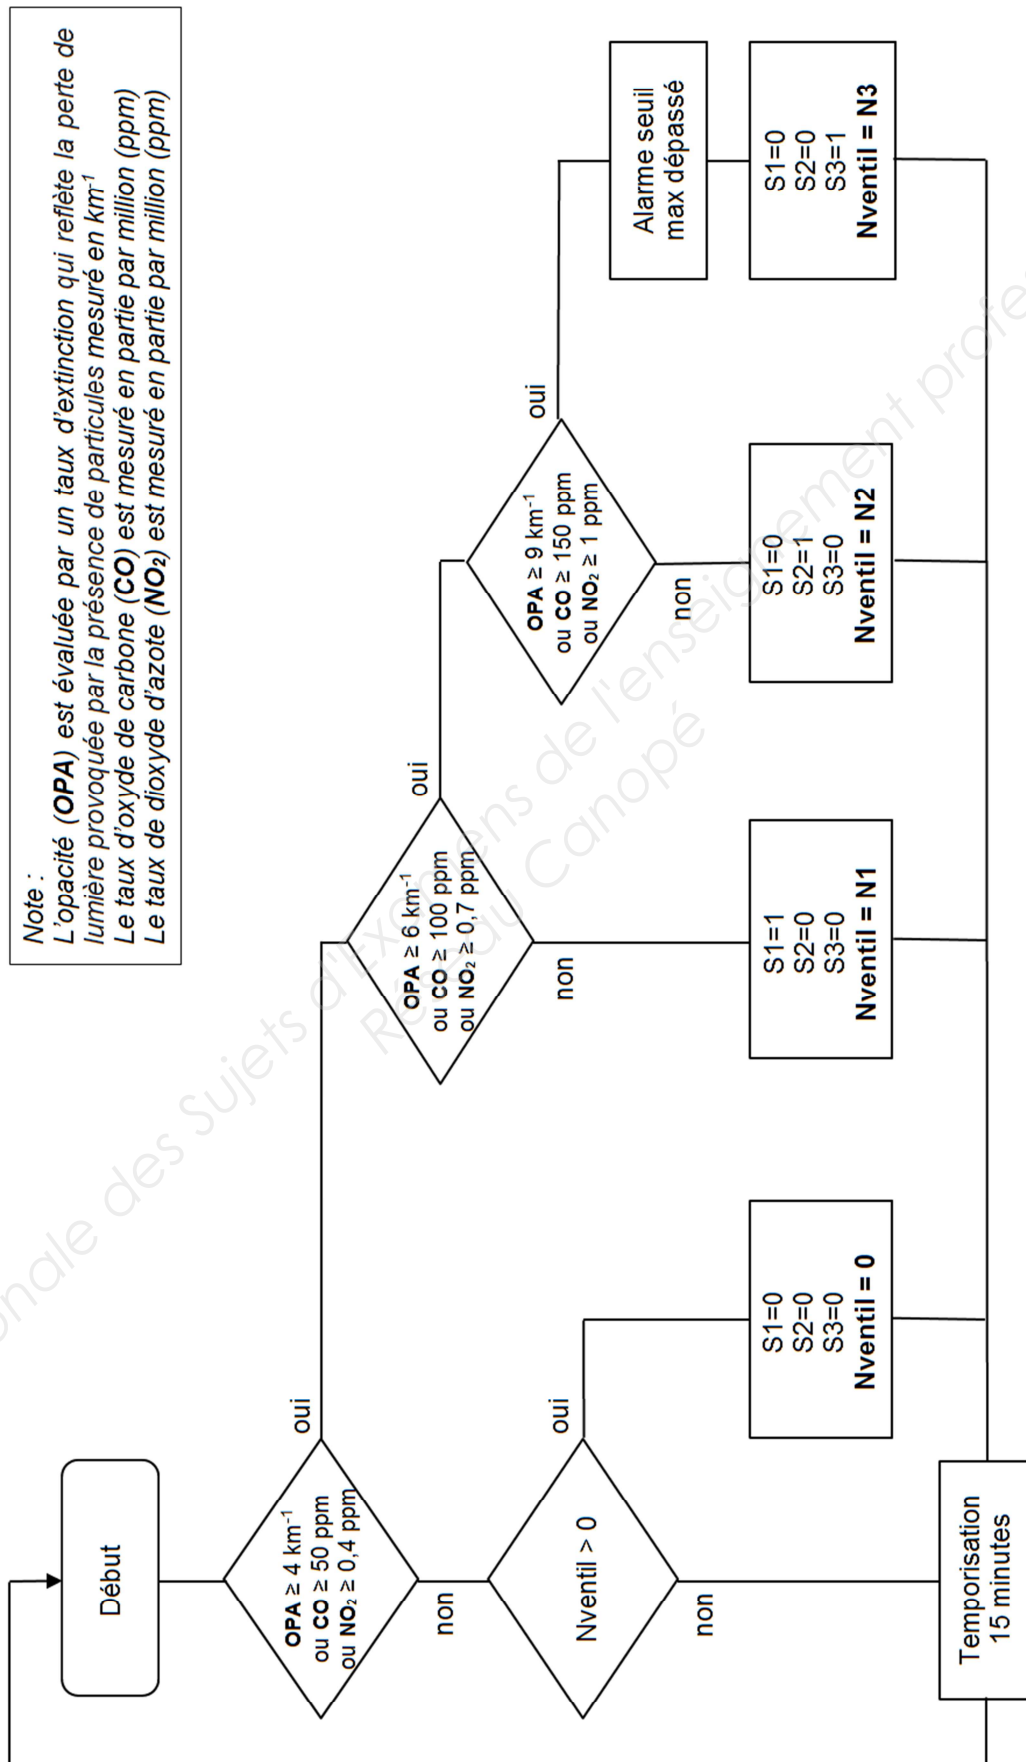 Note :
L'opacité (OPA) est évaluée par un taux d'extinction qui reflète la perte de
lumière provoquée par la présence de particules mesuré en km⁻¹
Le taux d'oxyde de carbone (CO) est mesuré en partie par million (ppm)
Le taux de dioxyde d'azote (NO₂) est mesuré en partie par million (ppm)
Début
OPA ≥ 4 km⁻¹
ou CO ≥ 50 ppm
ou NO₂ ≥ 0,4 ppm
oui
non
Nventil > 0
oui
non
S1=0
S2=0
S3=0
Nventil = 0
OPA ≥ 6 km⁻¹
ou CO ≥ 100 ppm
ou NO₂ ≥ 0,7 ppm
oui
non
S1=1
S2=0
S3=0
Nventil = N1
OPA ≥ 9 km⁻¹
ou CO ≥ 150 ppm
ou NO₂ ≥ 1 ppm
oui
non
S1=0
S2=1
S3=0
Nventil = N2
Alarme seuil
max dépassé
S1=0
S2=0
S3=1
Nventil = N3
Temporisation
15 minutes
des Sujets d'Examens de l'enseignement
Réseau Canopé